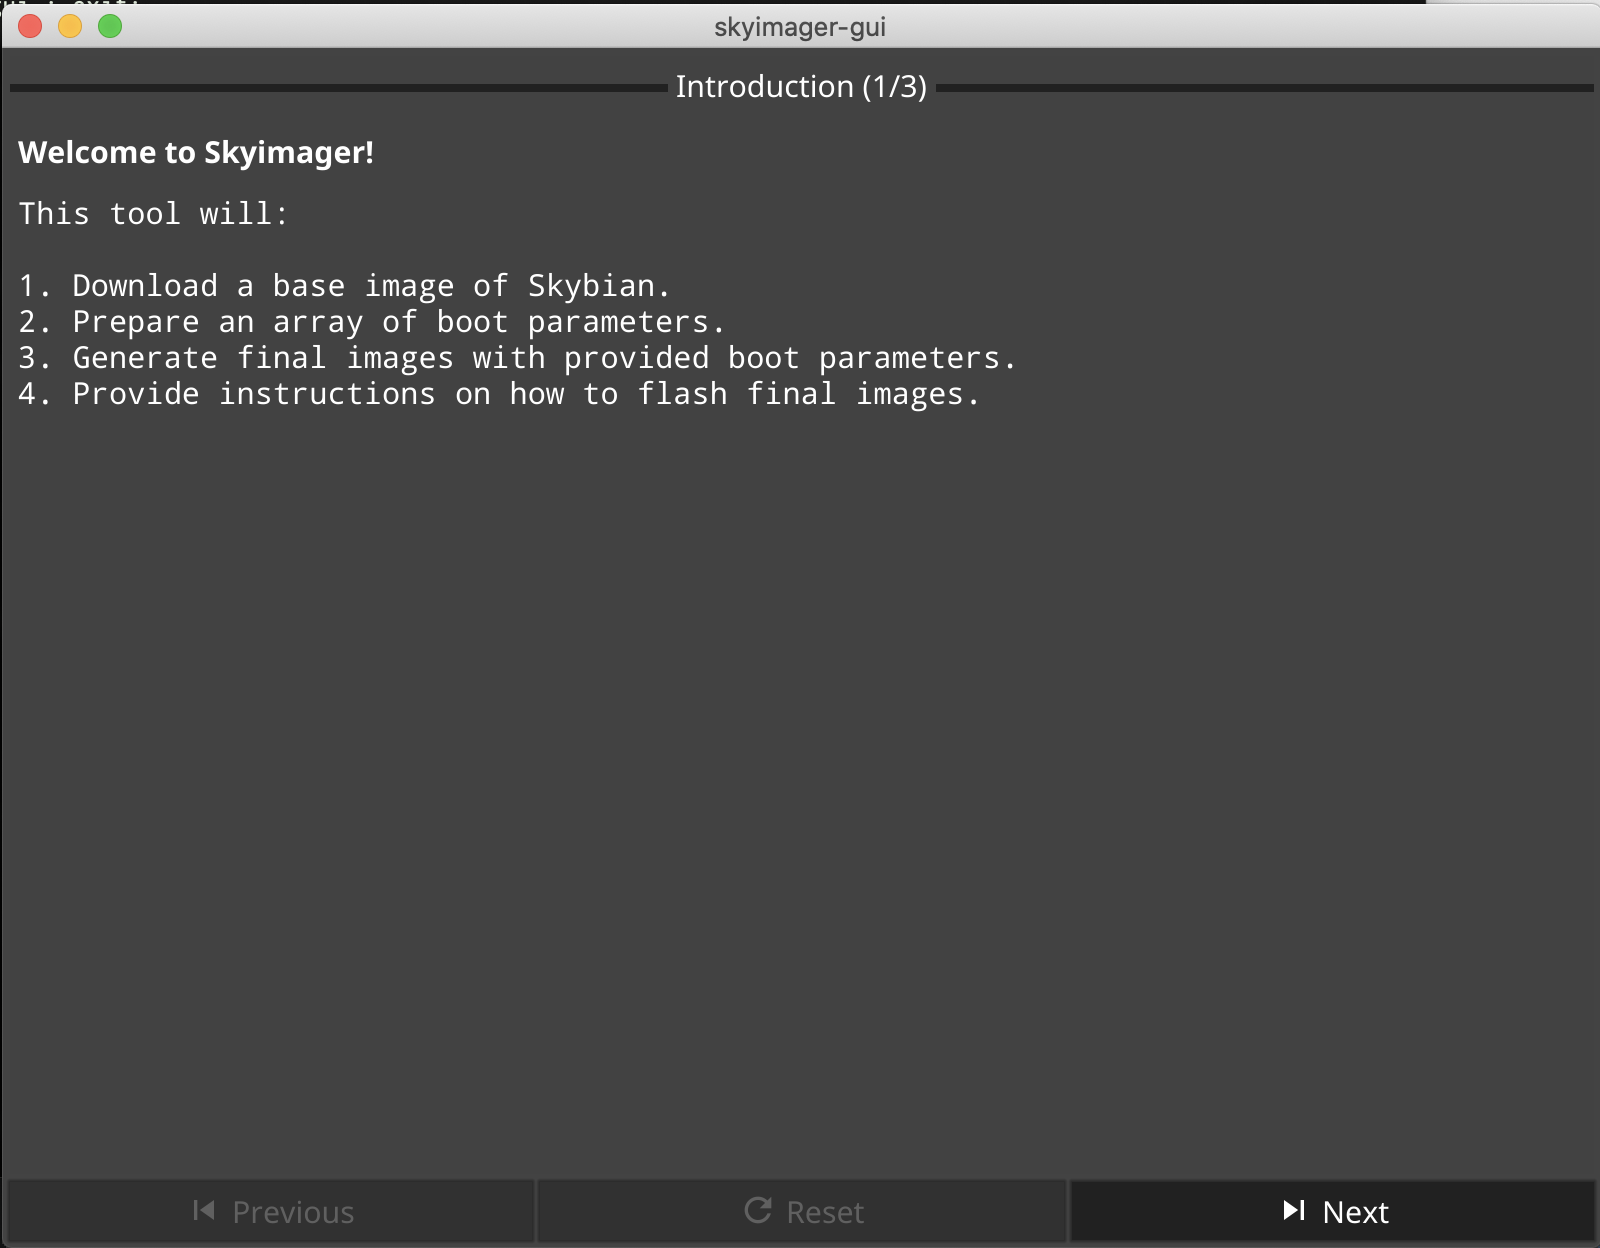 skyimager-gui
Introduction (1/3)
Welcome to Skyimager!
This tool will:
1. Download a base image of Skybian.
2. Prepare an array of boot parameters.
3. Generate final images with provided boot parameters.
4. Provide instructions on how to flash final images.
Previous
Reset
Next